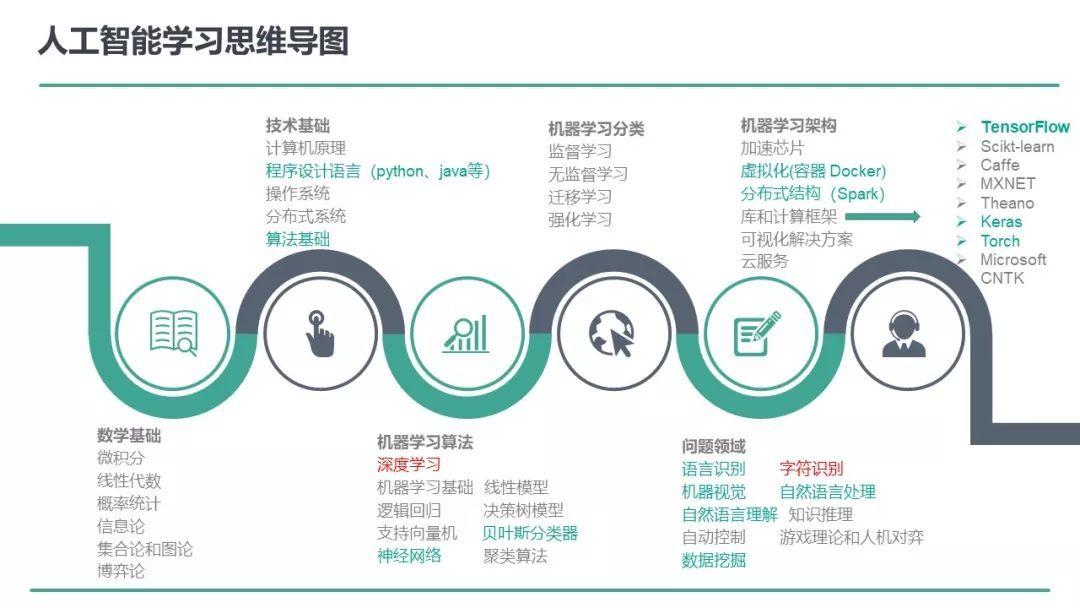 人工智能学习思维导图
技术基础
计算机原理
程序设计语言（python、java等）
操作系统
分布式系统
算法基础
机器学习分类
监督学习
无监督学习
迁移学习
强化学习
机器学习架构
加速芯片
虚拟化(容器 Docker)
分布式结构（Spark）
库和计算框架
可视化解决方案
云服务
TensorFlow
Scikt-learn
Caffe
MXNET
Theano
Keras
Torch
Microsoft
CNTK
数学基础
微积分
线性代数
概率统计
信息论
集合论和图论
博弈论
机器学习算法
深度学习
机器学习基础 线性模型
逻辑回归 决策树模型
支持向量机 贝叶斯分类器
神经网络 聚类算法
问题领域
语言识别 字符识别
机器视觉 自然语言处理
自然语言理解 知识推理
自动控制 游戏理论和人机对弈
数据挖掘